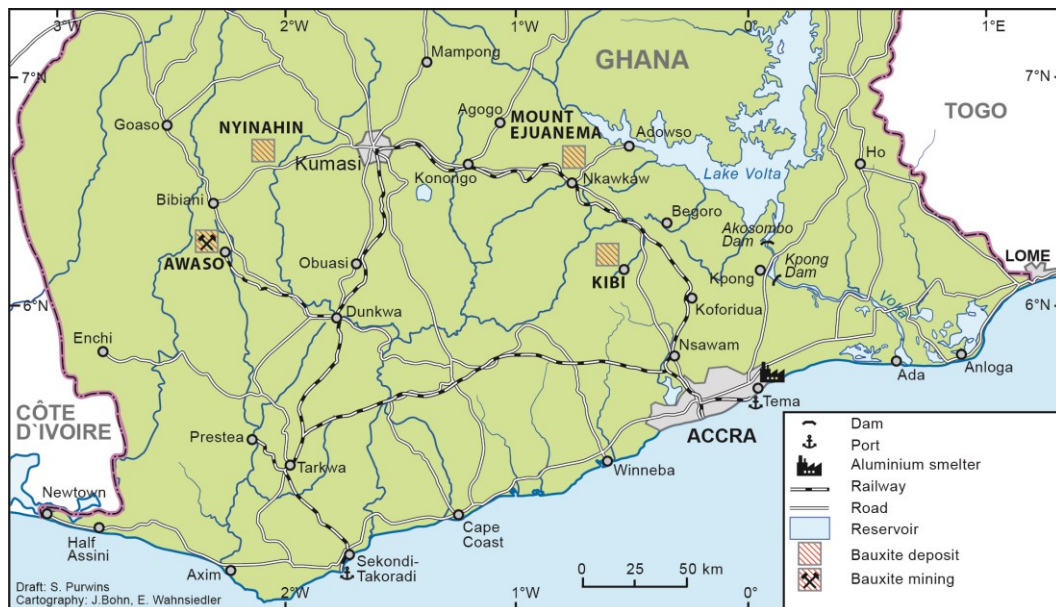 3°W
2°W
1°W
0°
1°E
7°N
7°N
Mampong
GHANA
TOGO
Goaso
NYINAHIN
Agogo
MOUNT
EJUANEMA
Adowso
Kumasi
Konongo
Nkawkaw
Lake Volta
Ho
Bibiani
Begoro
Akosombo
Dam
AWASO
Obuasi
KIBI
Kpong
Kpong
Dam
LOME
6°N
6°N
Dunkwa
Koforidua
Volta
Enchi
Nsawam
Ada
Anloga
CÔTE
D`IVOIRE
Tema
Prestea
ACCRA
Tarkwa
Winneba
Newtown
Half
Assini
Cape
Coast
Axim
Sekondi-
Takoradi
Dam
Port
Aluminium smelter
Railway
Road
Reservoir
Bauxite deposit
Bauxite mining
0 25 50 km
Draft: S. Purwins
Cartography: J.Bohn, E. Wahnsiedler
2°W
1°W
0°